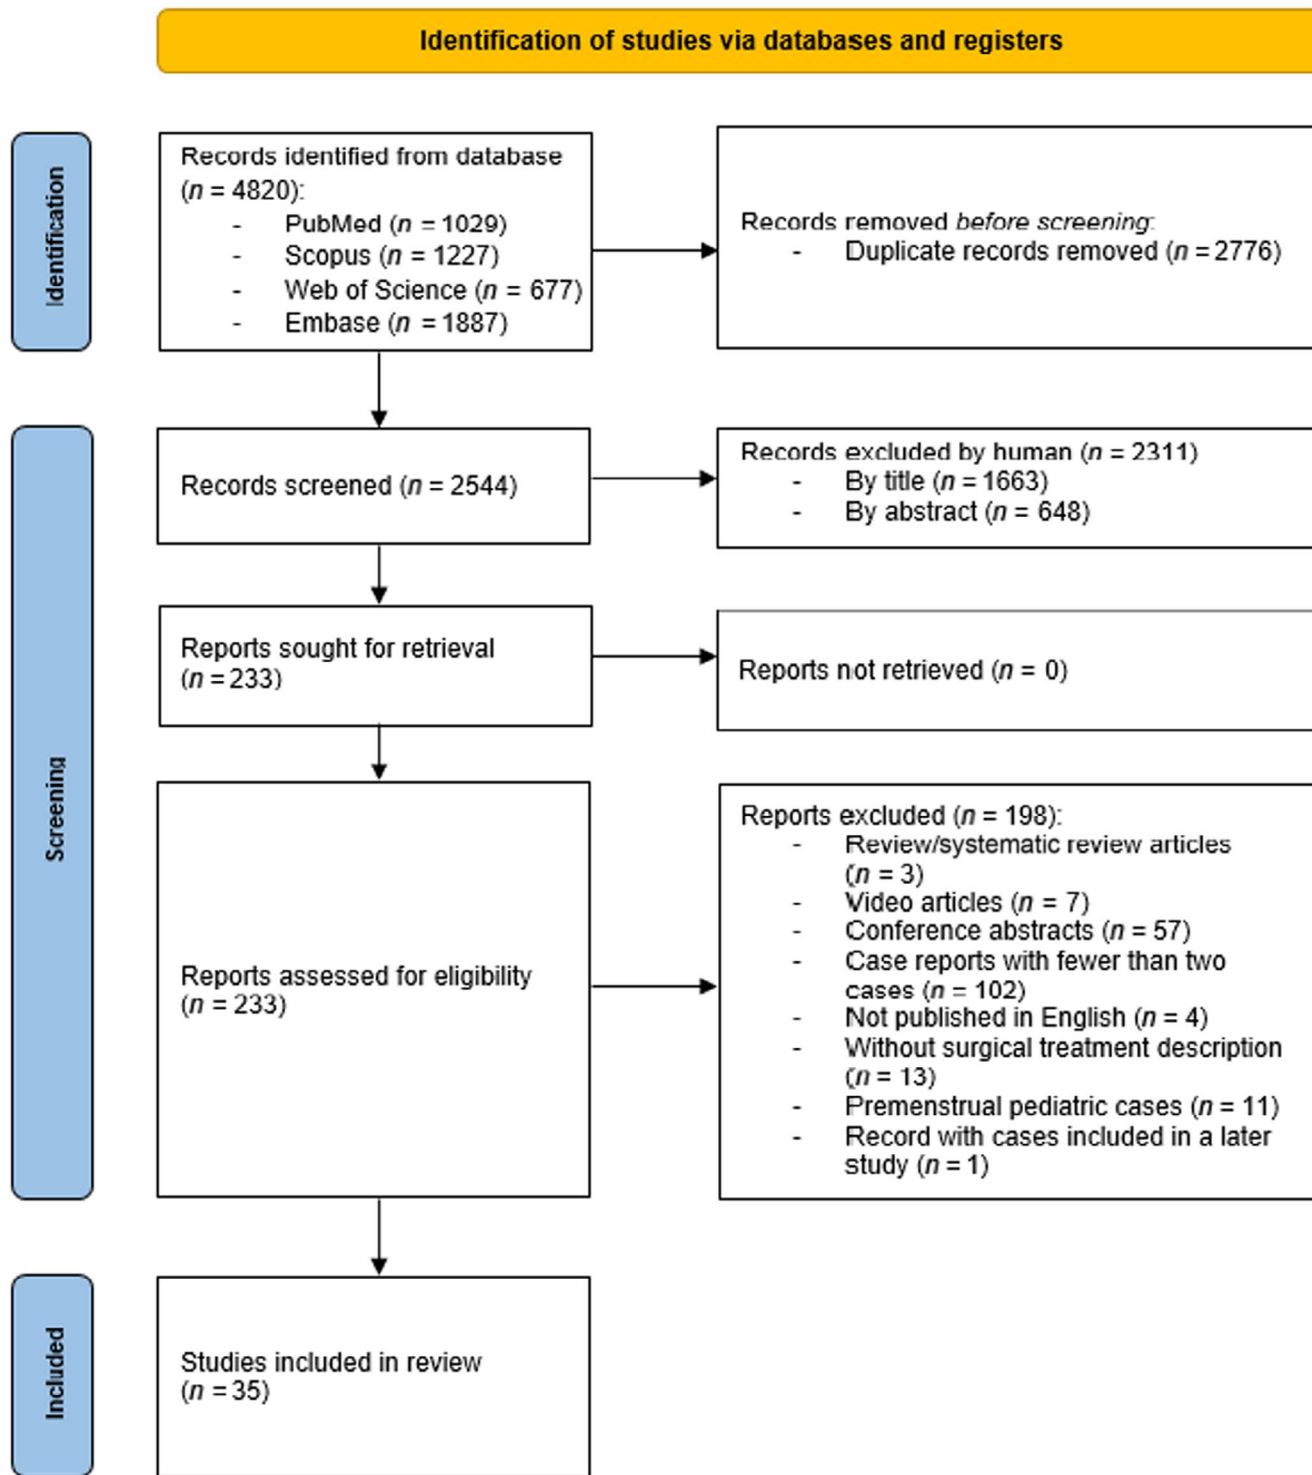 Identification of studies via databases and registers
Identification
Records identified from database
(n = 4820):
- PubMed (n = 1029)
- Scopus (n = 1227)
- Web of Science (n = 677)
- Embase (n = 1887)
Records removed before screening:
- Duplicate records removed (n = 2776)
Screening
Records screened (n = 2544)
Records excluded by human (n = 2311)
- By title (n = 1663)
- By abstract (n = 648)
Reports sought for retrieval
(n = 233)
Reports not retrieved (n = 0)
Reports assessed for eligibility
(n = 233)
Reports excluded (n = 198):
- Review/systematic review articles
(n = 3)
- Video articles (n = 7)
- Conference abstracts (n = 57)
- Case reports with fewer than two
cases (n = 102)
- Not published in English (n = 4)
- Without surgical treatment description
(n = 13)
- Premenstrual pediatric cases (n = 11)
- Record with cases included in a later
study (n = 1)
Included
Studies included in review
(n = 35)